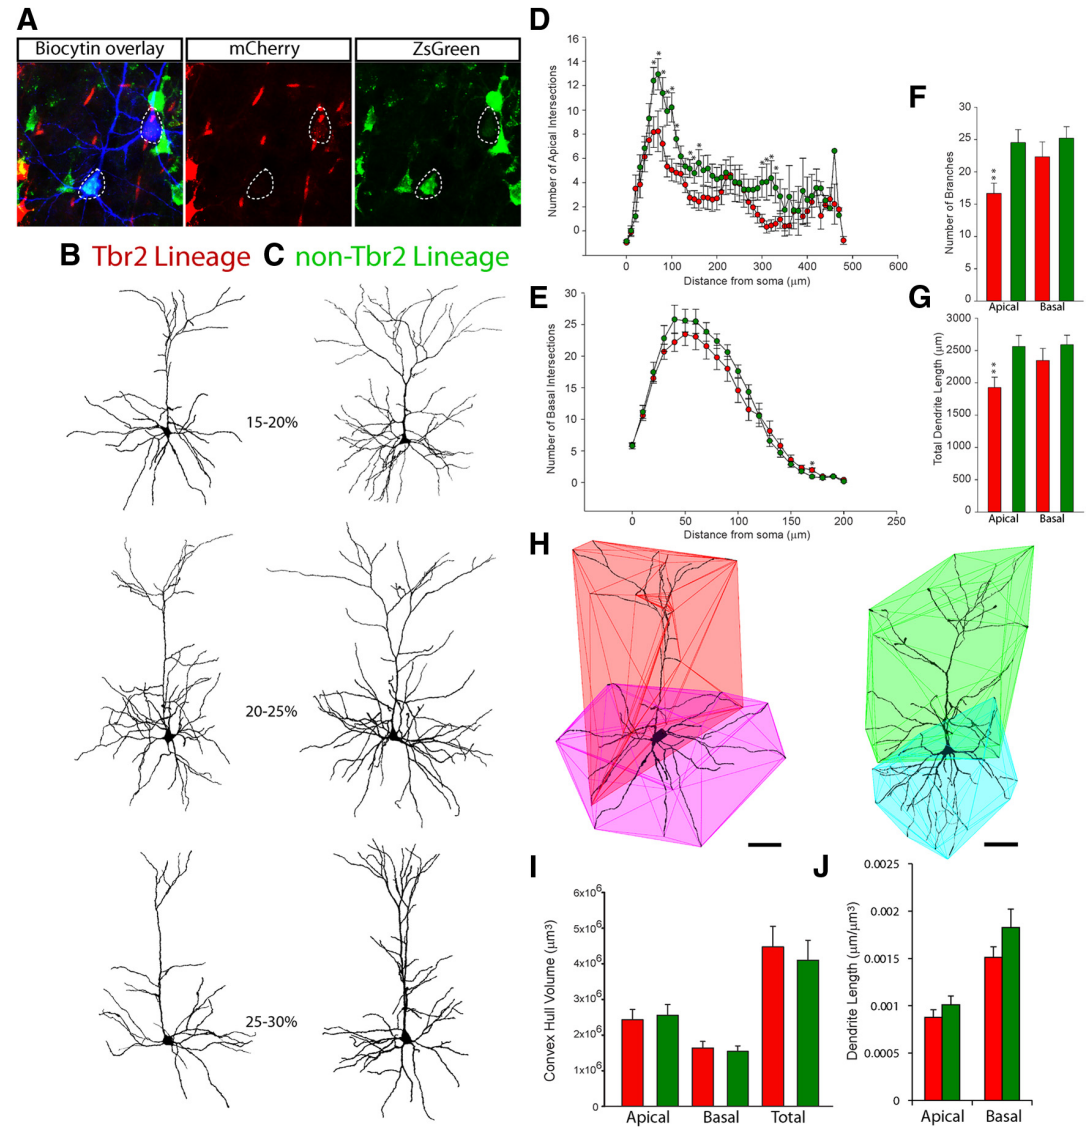 A
Biocytin overlay
mCherry
ZsGreen
B Tbr2 Lineage
C non-Tbr2 Lineage
15-20%
20-25%
25-30%
D
Number of Apical Intersections
16
14
12
10
8
6
4
2
0
* * * * * * * * * * * * *
0 100 200 300 400 500 600
Distance from soma (μm)
E
Number of Basal Intersections
30
25
20
15
10
5
0
*
0 50 100 150 200 250
Distance from soma (μm)
F
Number of Branches
30
25
20
15
10
5
0
**
Apical Basal
G
Total Dendrite Length (μm)
3000
2500
2000
1500
1000
500
0
**
Apical Basal
H
I
Convex Hull Volume (μm³)
6x10⁶
5x10⁶
4x10⁶
3x10⁶
2x10⁶
1x10⁶
0
Apical Basal Total
J
Dendrite Length (μm/μm³)
0.0025
0.002
0.0015
0.001
0.0005
0
Apical Basal